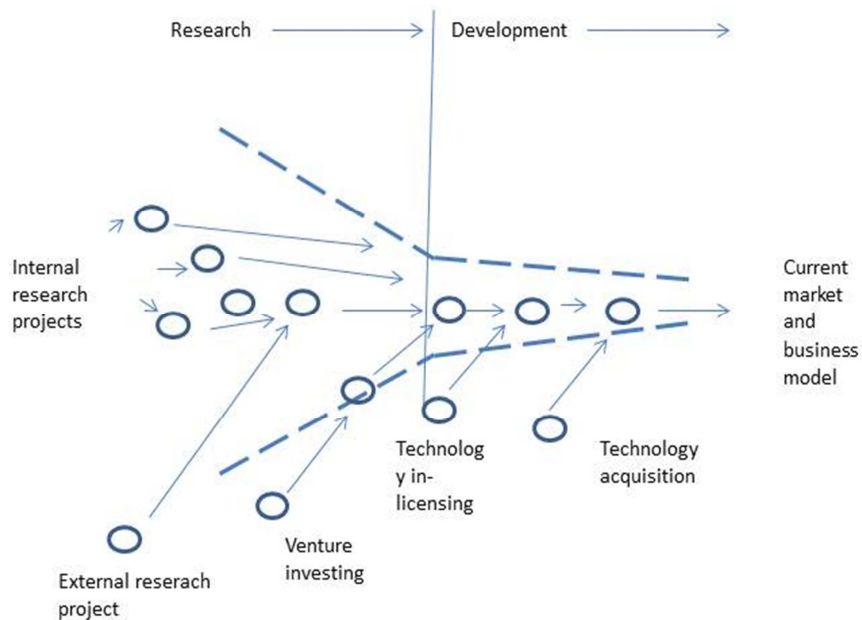 Research
Development
Internal
research
projects
Current
market
and
business
model
Technolog
y in-
licensing
Technology
acquisition
Venture
investing
External reserach
project